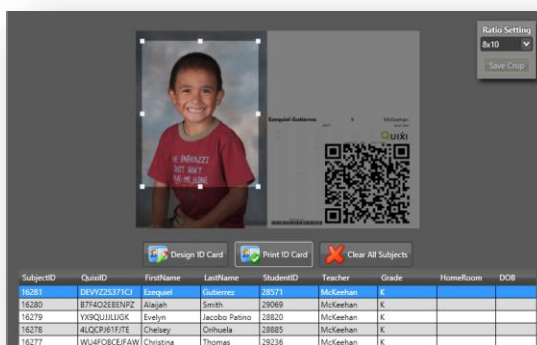 Ratio Setting
8x10
Save Crop
Ezequiel Gutierrez K McKeehan
QUIXI
Design ID Card Print ID Card Clear All Subjects
SubjectID QuixiID FirstName LastName StudentID Teacher Grade HomeRoom DOB
16281 DEVYZ2S371CJ Ezequiel Gutierrez 28571 McKeehan K
16280 B7F4O2EBENPZ Alaijah Smith 29069 McKeehan K
16279 YX9QUJJLIJGK Evelyn Jacobo Patino 28820 McKeehan K
16278 4LQCPJ61FJTE Chelsey Orihuela 28885 McKeehan K
16277 WU4FO8CEJFAW Christina Thomas 29236 McKeehan K